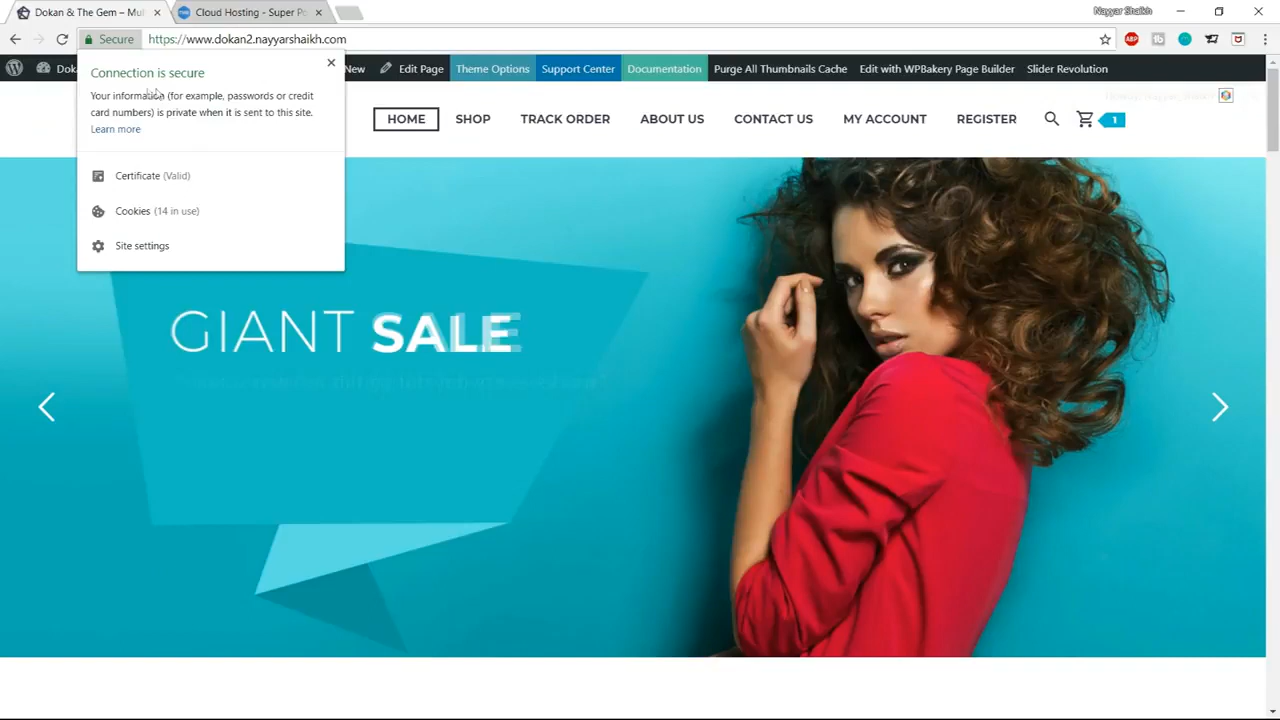 Dokan & The Gem – Mul
Cloud Hosting - Super Po
Nayyar Shaikh
Secure
https://www.dokan2.nayyarshaikh.com
ABP
Dok
New
Edit Page
Theme Options
Support Center
Documentation
Purge All Thumbnails Cache
Edit with WPBakery Page Builder
Slider Revolution
Connection is secure
Your information (for example, passwords or credit
card numbers) is private when it is sent to this site.
Learn more
Certificate (Valid)
Cookies (14 in use)
Site settings
HOME
SHOP
TRACK ORDER
ABOUT US
CONTACT US
MY ACCOUNT
REGISTER
1
GIANT SALE